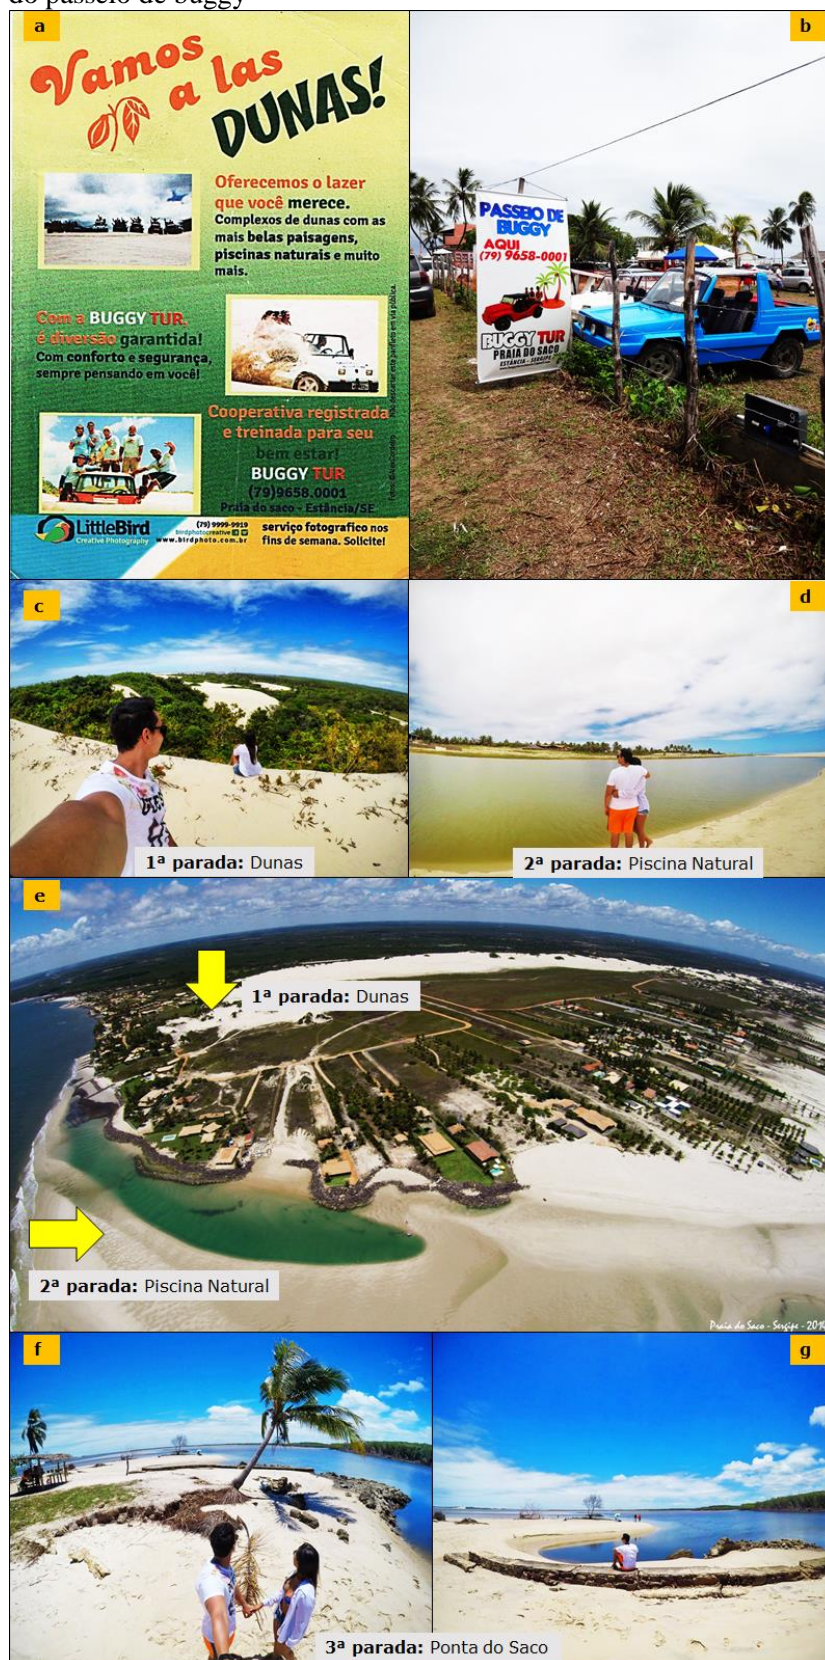 do passeio de buggy
a
Vamos
a las
DUNAS!
Oferecemos o lazer
que você merece.
Complexos de dunas com as
mais belas paisagens,
piscinas naturais e muito
mais.
Com a BUGGY TUR,
é diversão garantida!
Com conforto e segurança,
sempre pensando em você!
Cooperativa registrada
e treinada para seu
bem estar!
BUGGY TUR
(79)9658.0001
Praia do saco - Estância/SE
LittleBird
Creative Photography
(79) 9999-9919
birdphotocreative
www.birdphoto.com.br
serviço fotografico nos
fins de semana. Solicite!
b
PASSEIO DE
BUGGY
AQUI
(79) 9658-0001
BUGGY TUR
PRAIA DO SACO
ESTÂNCIA - SERGIPE
c
1ª parada: Dunas
d
2ª parada: Piscina Natural
e
1ª parada: Dunas
2ª parada: Piscina Natural
Praia do Saco - Sergipe - 201
f
g
3ª parada: Ponta do Saco